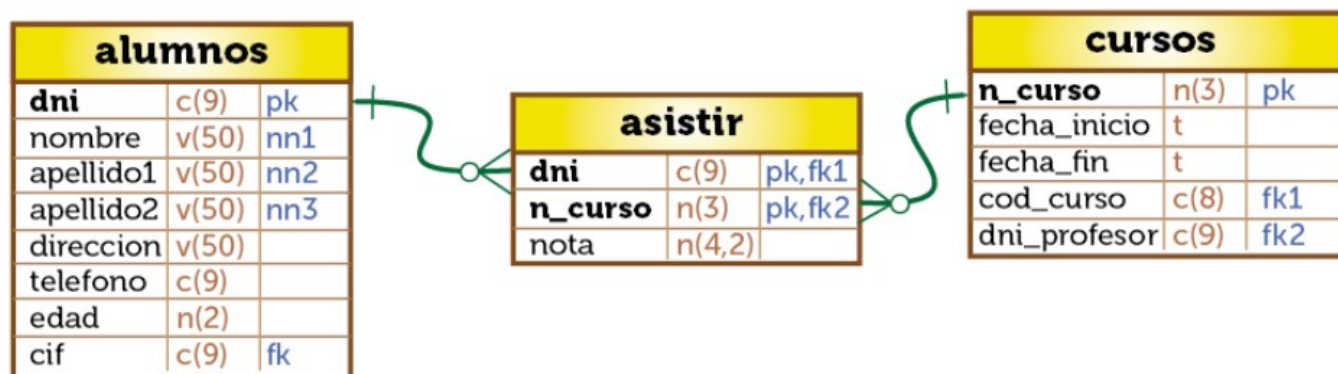 alumnos
dni c(9) pk
nombre v(50) nn1
apellido1 v(50) nn2
apellido2 v(50) nn3
direccion v(50)
telefono c(9)
edad n(2)
cif c(9) fk
asistir
dni c(9) pk,fk1
n_curso n(3) pk,fk2
nota n(4,2)
cursos
n_curso n(3) pk
fecha_inicio t
fecha_fin t
cod_curso c(8) fk1
dni_profesor c(9) fk2